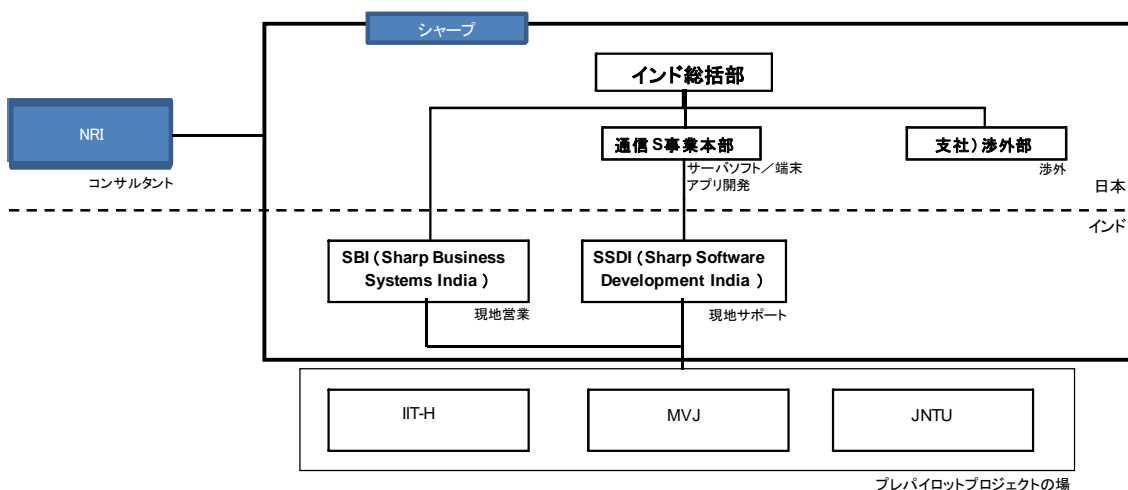 シャープ
インド総括部
NRI
コンサルタント
通信S事業本部
サーバソフト／端末
アプリ開発
支社）渉外部
渉外
日本
インド
SBI（Sharp Business
Systems India ）
現地営業
SSDI（Sharp Software
Development India ）
現地サポート
IIT-H
MVJ
JNTU
プレパイロットプロジェクトの場